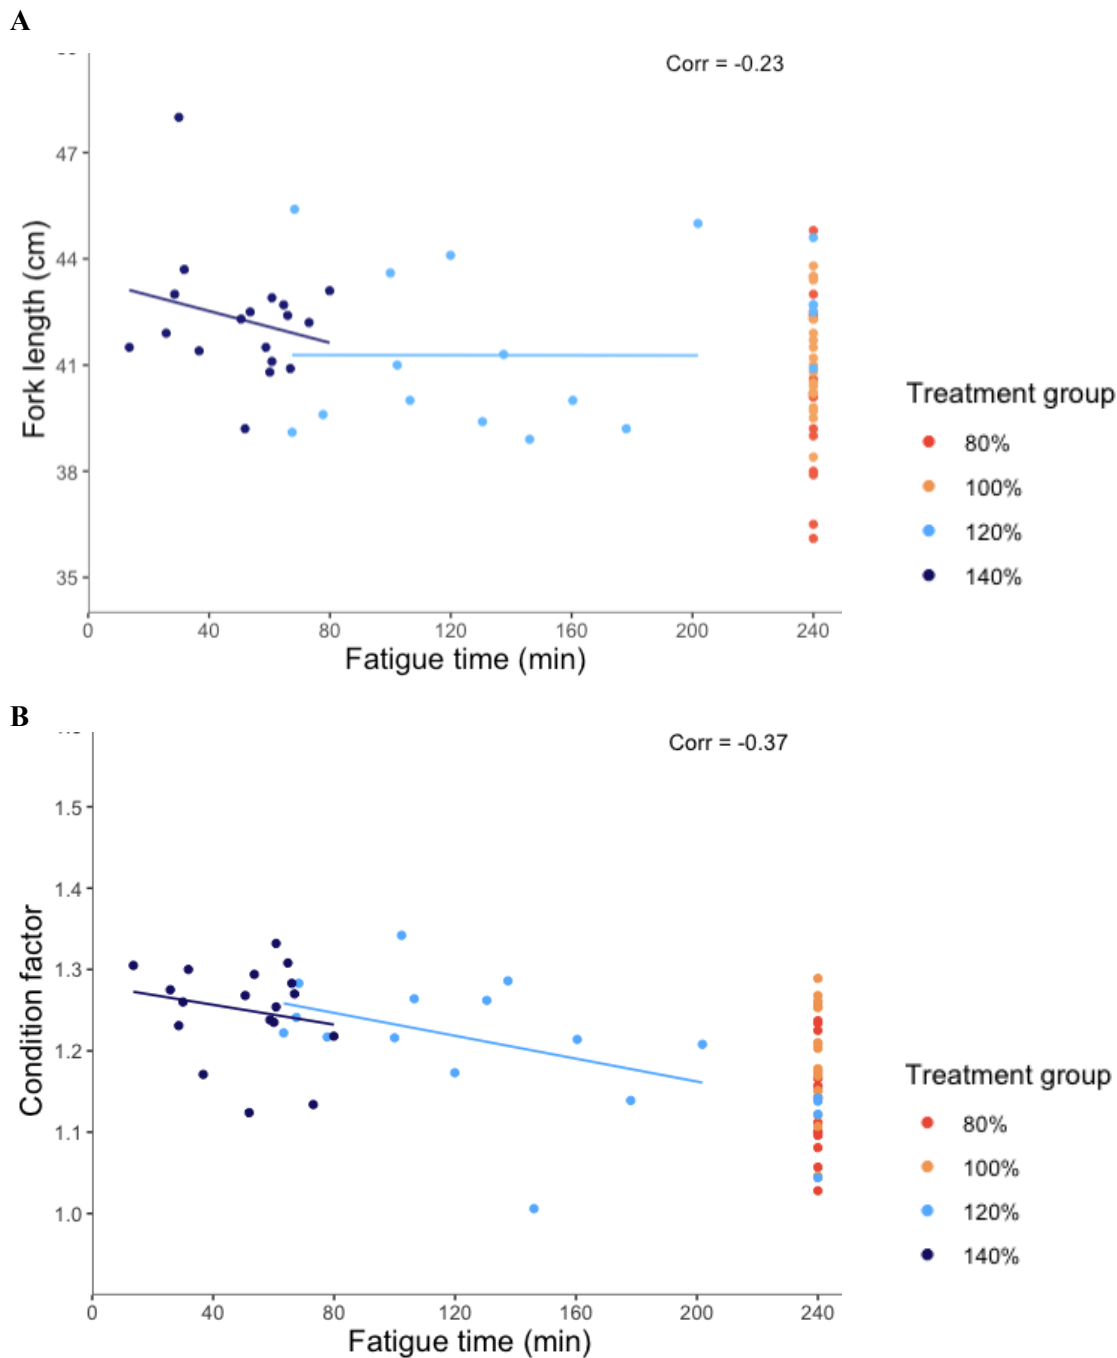 A
Corr = -0.23
47
44
41
38
35
Fork length (cm)
0 40 80 120 160 200 240
Fatigue time (min)
Treatment group
80%
100%
120%
140%
B
Corr = -0.37
1.5
1.4
1.3
1.2
1.1
1.0
Condition factor
0 40 80 120 160 200 240
Fatigue time (min)
Treatment group
80%
100%
120%
140%